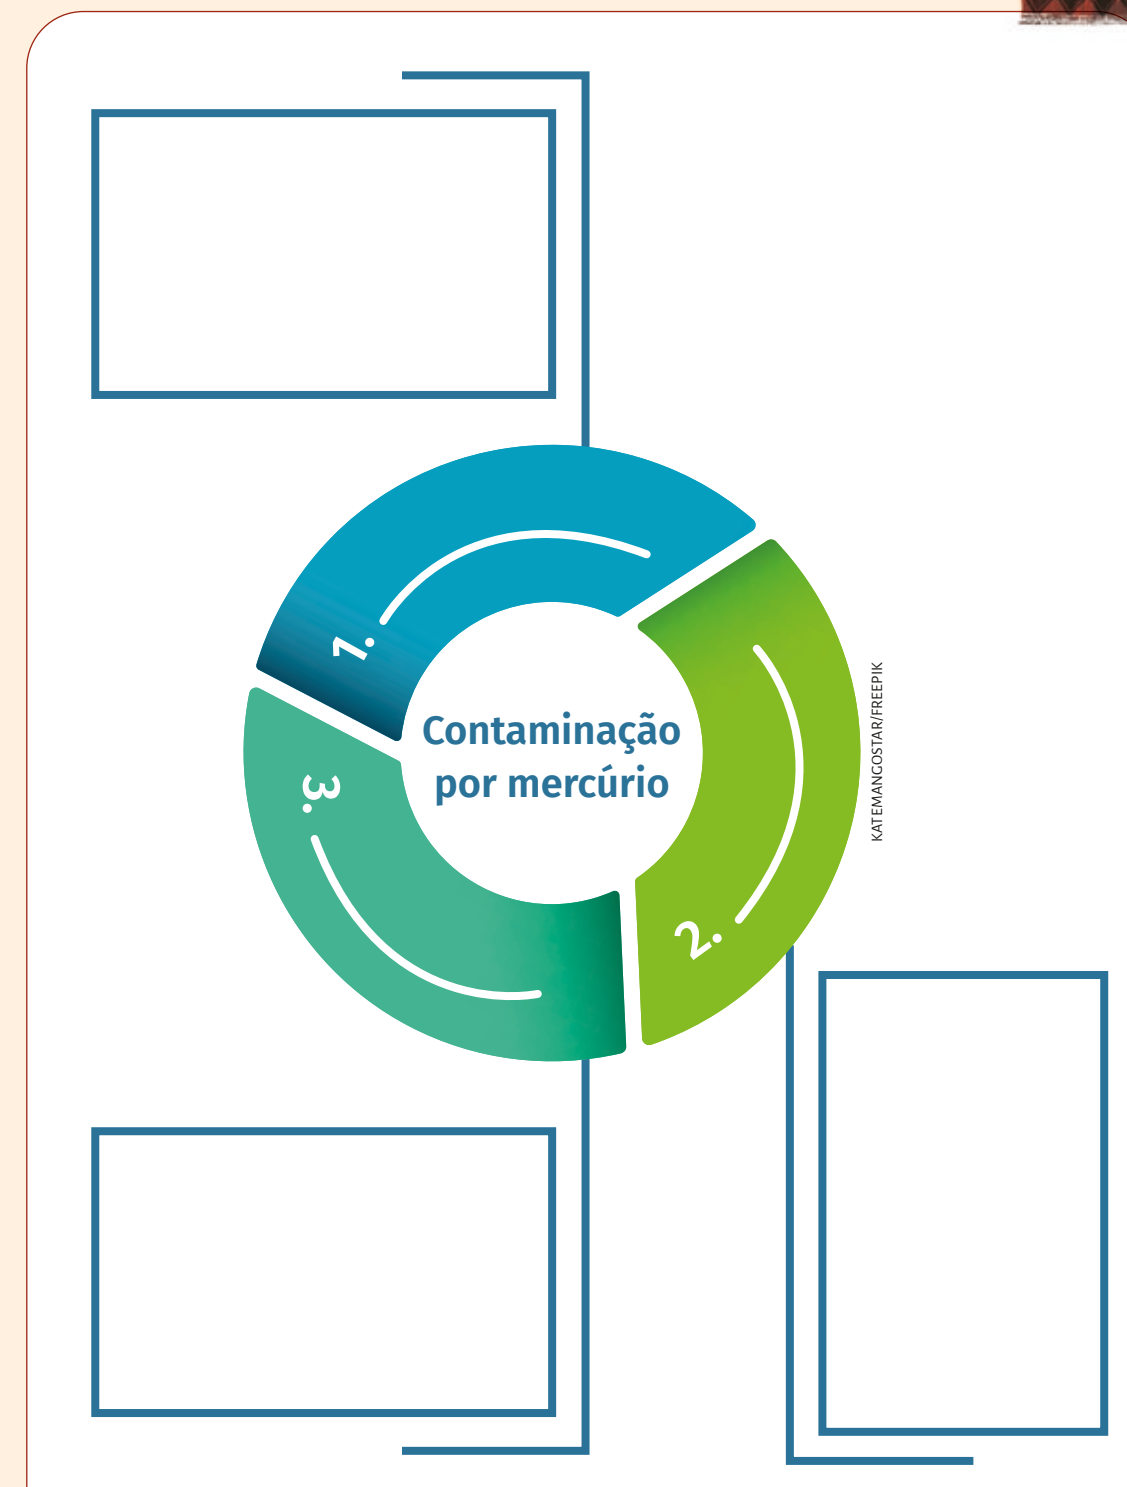 1.
Contaminação
por mercúrio
3.
2.
KATEMANGOSTAR/FREEPIK